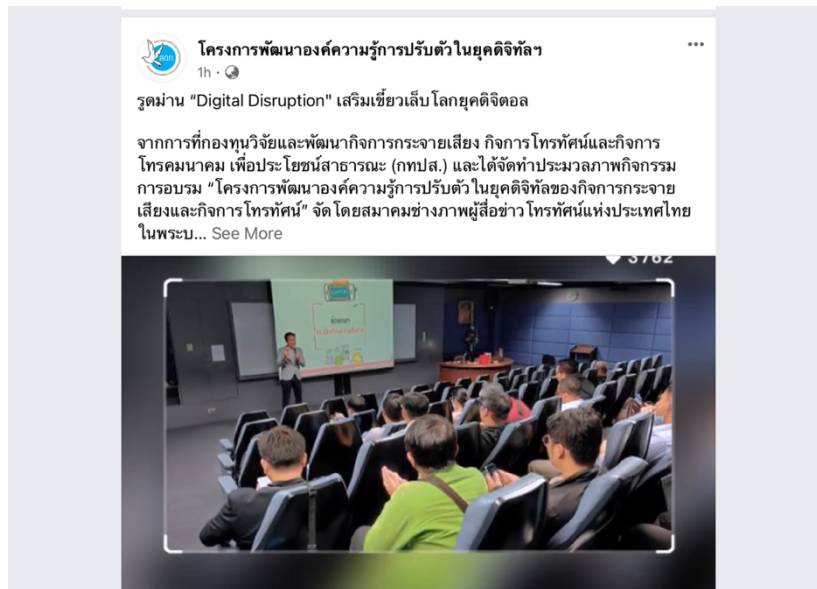 โครงการพัฒนาองค์ความรู้การปรับตัวในยุคดิจิทัลฯ
1h ·
รูดม่าน “Digital Disruption" เสริมเขี้ยวเล็บโลกยุคดิจิตอล
จากการที่กองทุนวิจัยและพัฒนากิจการกระจายเสียง กิจการโทรทัศน์และกิจการ
โทรคมนาคม เพื่อประโยชน์สาธารณะ (กทปส.) และได้จัดทำประมวลภาพกิจกรรม
การอบรม “โครงการพัฒนาองค์ความรู้การปรับตัวในยุคดิจิทัลของกิจการกระจาย
เสียงและกิจการโทรทัศน์” จัดโดยสมาคมช่างภาพผู้สื่อข่าวโทรทัศน์แห่งประเทศไทย
ในพระบ... See More
3762